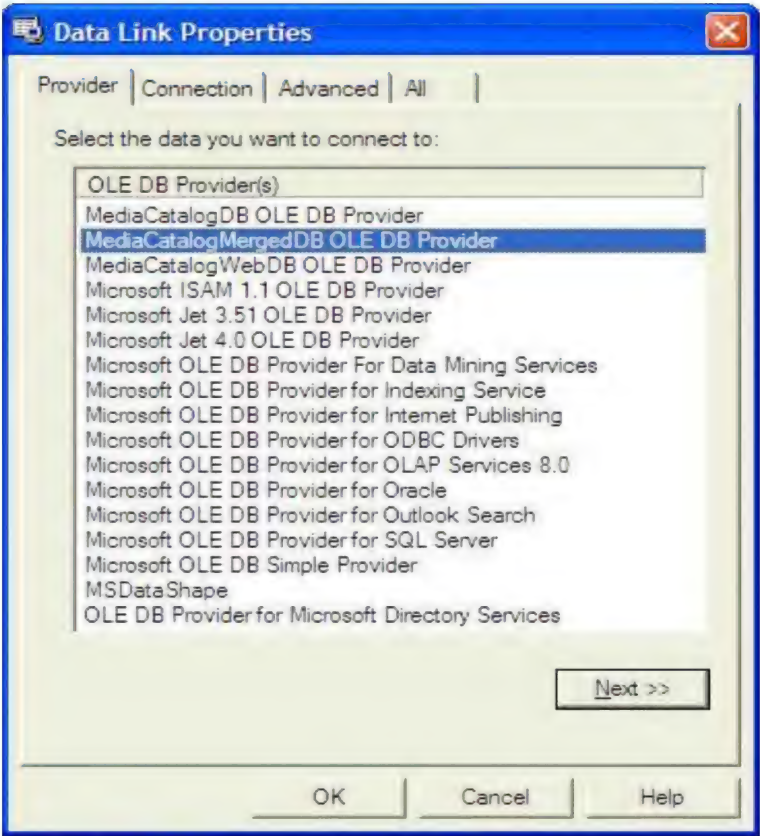 Data Link Properties
Provider Connection Advanced All
Select the data you want to connect to:
OLE DB Provider(s)
MediaCatalogDB OLE DB Provider
MediaCatalogMergedDB OLE DB Provider
MediaCatalogWebDB OLE DB Provider
Microsoft ISAM 1.1 OLE DB Provider
Microsoft Jet 3.51 OLE DB Provider
Microsoft Jet 4.0 OLE DB Provider
Microsoft OLE DB Provider For Data Mining Services
Microsoft OLE DB Provider for Indexing Service
Microsoft OLE DB Provider for Internet Publishing
Microsoft OLE DB Provider for ODBC Drivers
Microsoft OLE DB Provider for OLAP Services 8.0
Microsoft OLE DB Provider for Oracle
Microsoft OLE DB Provider for Outlook Search
Microsoft OLE DB Provider for SQL Server
Microsoft OLE DB Simple Provider
MSDataShape
OLE DB Provider for Microsoft Directory Services
Next >>
OK Cancel Help